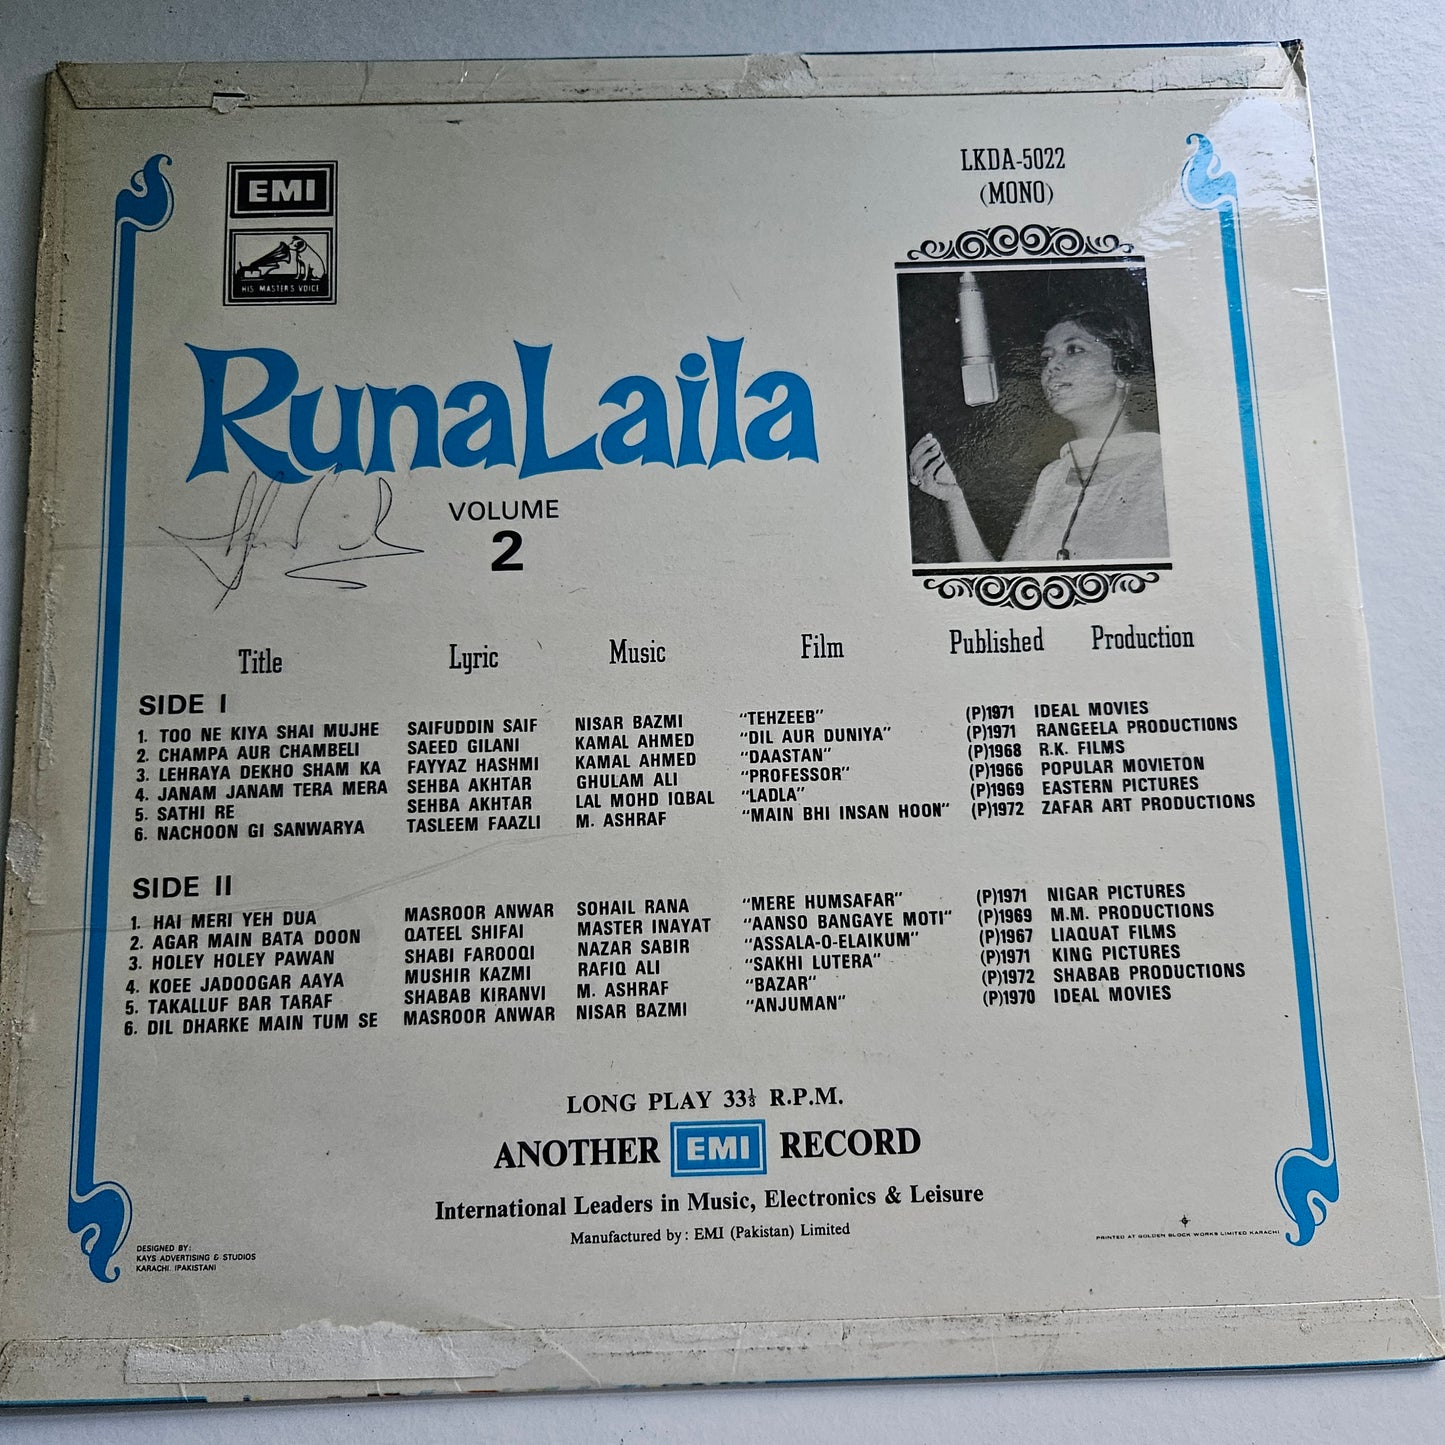 LKDA-5022
(MONO)
EMI
HIS MASTER'S VOICE
Runa Laila
VOLUME
2
Title Lyric Music Film Published Production
SIDE I
1. TOO NE KIYA SHAI MUJHE SAIFUDDIN SAIF NISAR BAZMI "TEHZEEB" (P)1971 IDEAL MOVIES
2. CHAMPA AUR CHAMBELI SAEED GILANI KAMAL AHMED "DIL AUR DUNIYA" (P)1971 RANGEELA PRODUCTIONS
3. LEHRAYA DEKHO SHAM KA FAYYAZ HASHMI KAMAL AHMED "DAASTAN" (P)1968 R.K. FILMS
4. JANAM JANAM TERA MERA SEHBA AKHTAR GHULAM ALI "PROFESSOR" (P)1966 POPULAR MOVIETON
5. SATHI RE SEHBA AKHTAR LAL MOHD IQBAL "LADLA" (P)1969 EASTERN PICTURES
6. NACHOON GI SANWARYA TASLEEM FAAZLI M. ASHRAF "MAIN BHI INSAN HOON" (P)1972 ZAFAR ART PRODUCTIONS
SIDE II
1. HAI MERI YEH DUA MASROOR ANWAR SOHAIL RANA "MERE HUMSAFAR" (P)1971 NIGAR PICTURES
2. AGAR MAIN BATA DOON QATEEL SHIFAI MASTER INAYAT "AANSO BANGAYE MOTI" (P)1969 M.M. PRODUCTIONS
3. HOLEY HOLEY PAWAN SHABI FAROOQI NAZAR SABIR "ASSALA-O-ELAIKUM" (P)1967 LIAQUAT FILMS
4. KOEE JADOOGAR AAYA MUSHIR KAZMI RAFIQ ALI "SAKHI LUTERA" (P)1971 KING PICTURES
5. TAKALLUF BAR TARAF SHABAB KIRANVI M. ASHRAF "BAZAR" (P)1972 SHABAB PRODUCTIONS
6. DIL DHARKE MAIN TUM SE MASROOR ANWAR NISAR BAZMI "ANJUMAN" (P)1970 IDEAL MOVIES
LONG PLAY 33⅓ R.P.M.
ANOTHER EMI RECORD
International Leaders in Music, Electronics & Leisure
Manufactured by: EMI (Pakistan) Limited
DESIGNED BY:
KAYS ADVERTISING & STUDIOS
KARACHI. (PAKISTAN)
PRINTED AT GOLDEN BLOCK WORKS LIMITED KARACHI